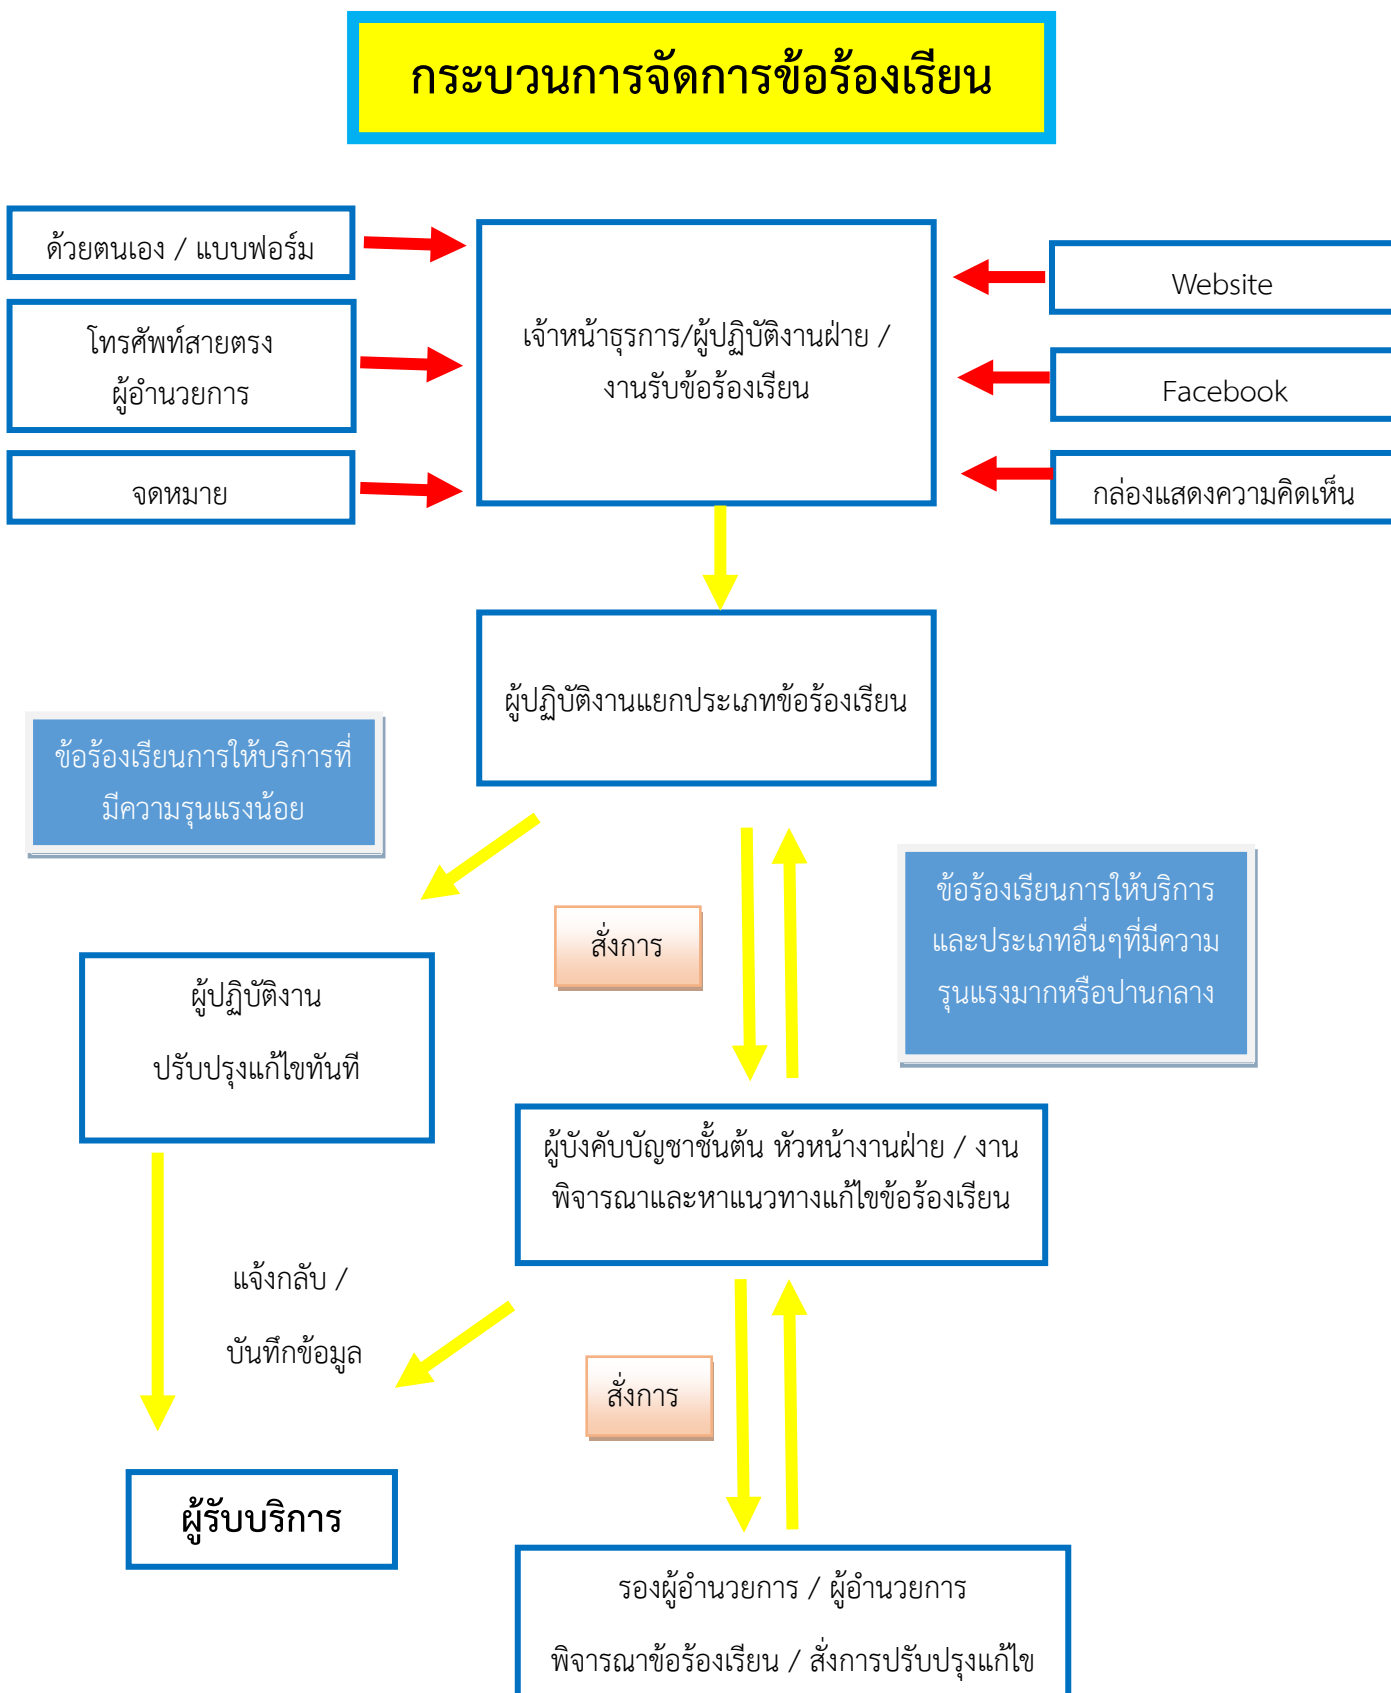 กระบวนการจัดการข้อร้องเรียน
ด้วยตนเอง / แบบฟอร์ม
โทรศัพท์สายตรง
ผู้อำนวยการ
จดหมาย
เจ้าหน้าธุรการ/ผู้ปฏิบัติงานฝ่าย /
งานรับข้อร้องเรียน
Website
Facebook
กล่องแสดงความคิดเห็น
ผู้ปฏิบัติงานแยกประเภทข้อร้องเรียน
ข้อร้องเรียนการให้บริการที่
มีความรุนแรงน้อย
สั่งการ
ข้อร้องเรียนการให้บริการ
และประเภทอื่นๆที่มีความ
รุนแรงมากหรือปานกลาง
ผู้ปฏิบัติงาน
ปรับปรุงแก้ไขทันที
ผู้บังคับบัญชาชั้นต้น หัวหน้างานฝ่าย / งาน
พิจารณาและหาแนวทางแก้ไขข้อร้องเรียน
แจ้งกลับ /
บันทึกข้อมูล
สั่งการ
ผู้รับบริการ
รองผู้อำนวยการ / ผู้อำนวยการ
พิจารณาข้อร้องเรียน / สั่งการปรับปรุงแก้ไข